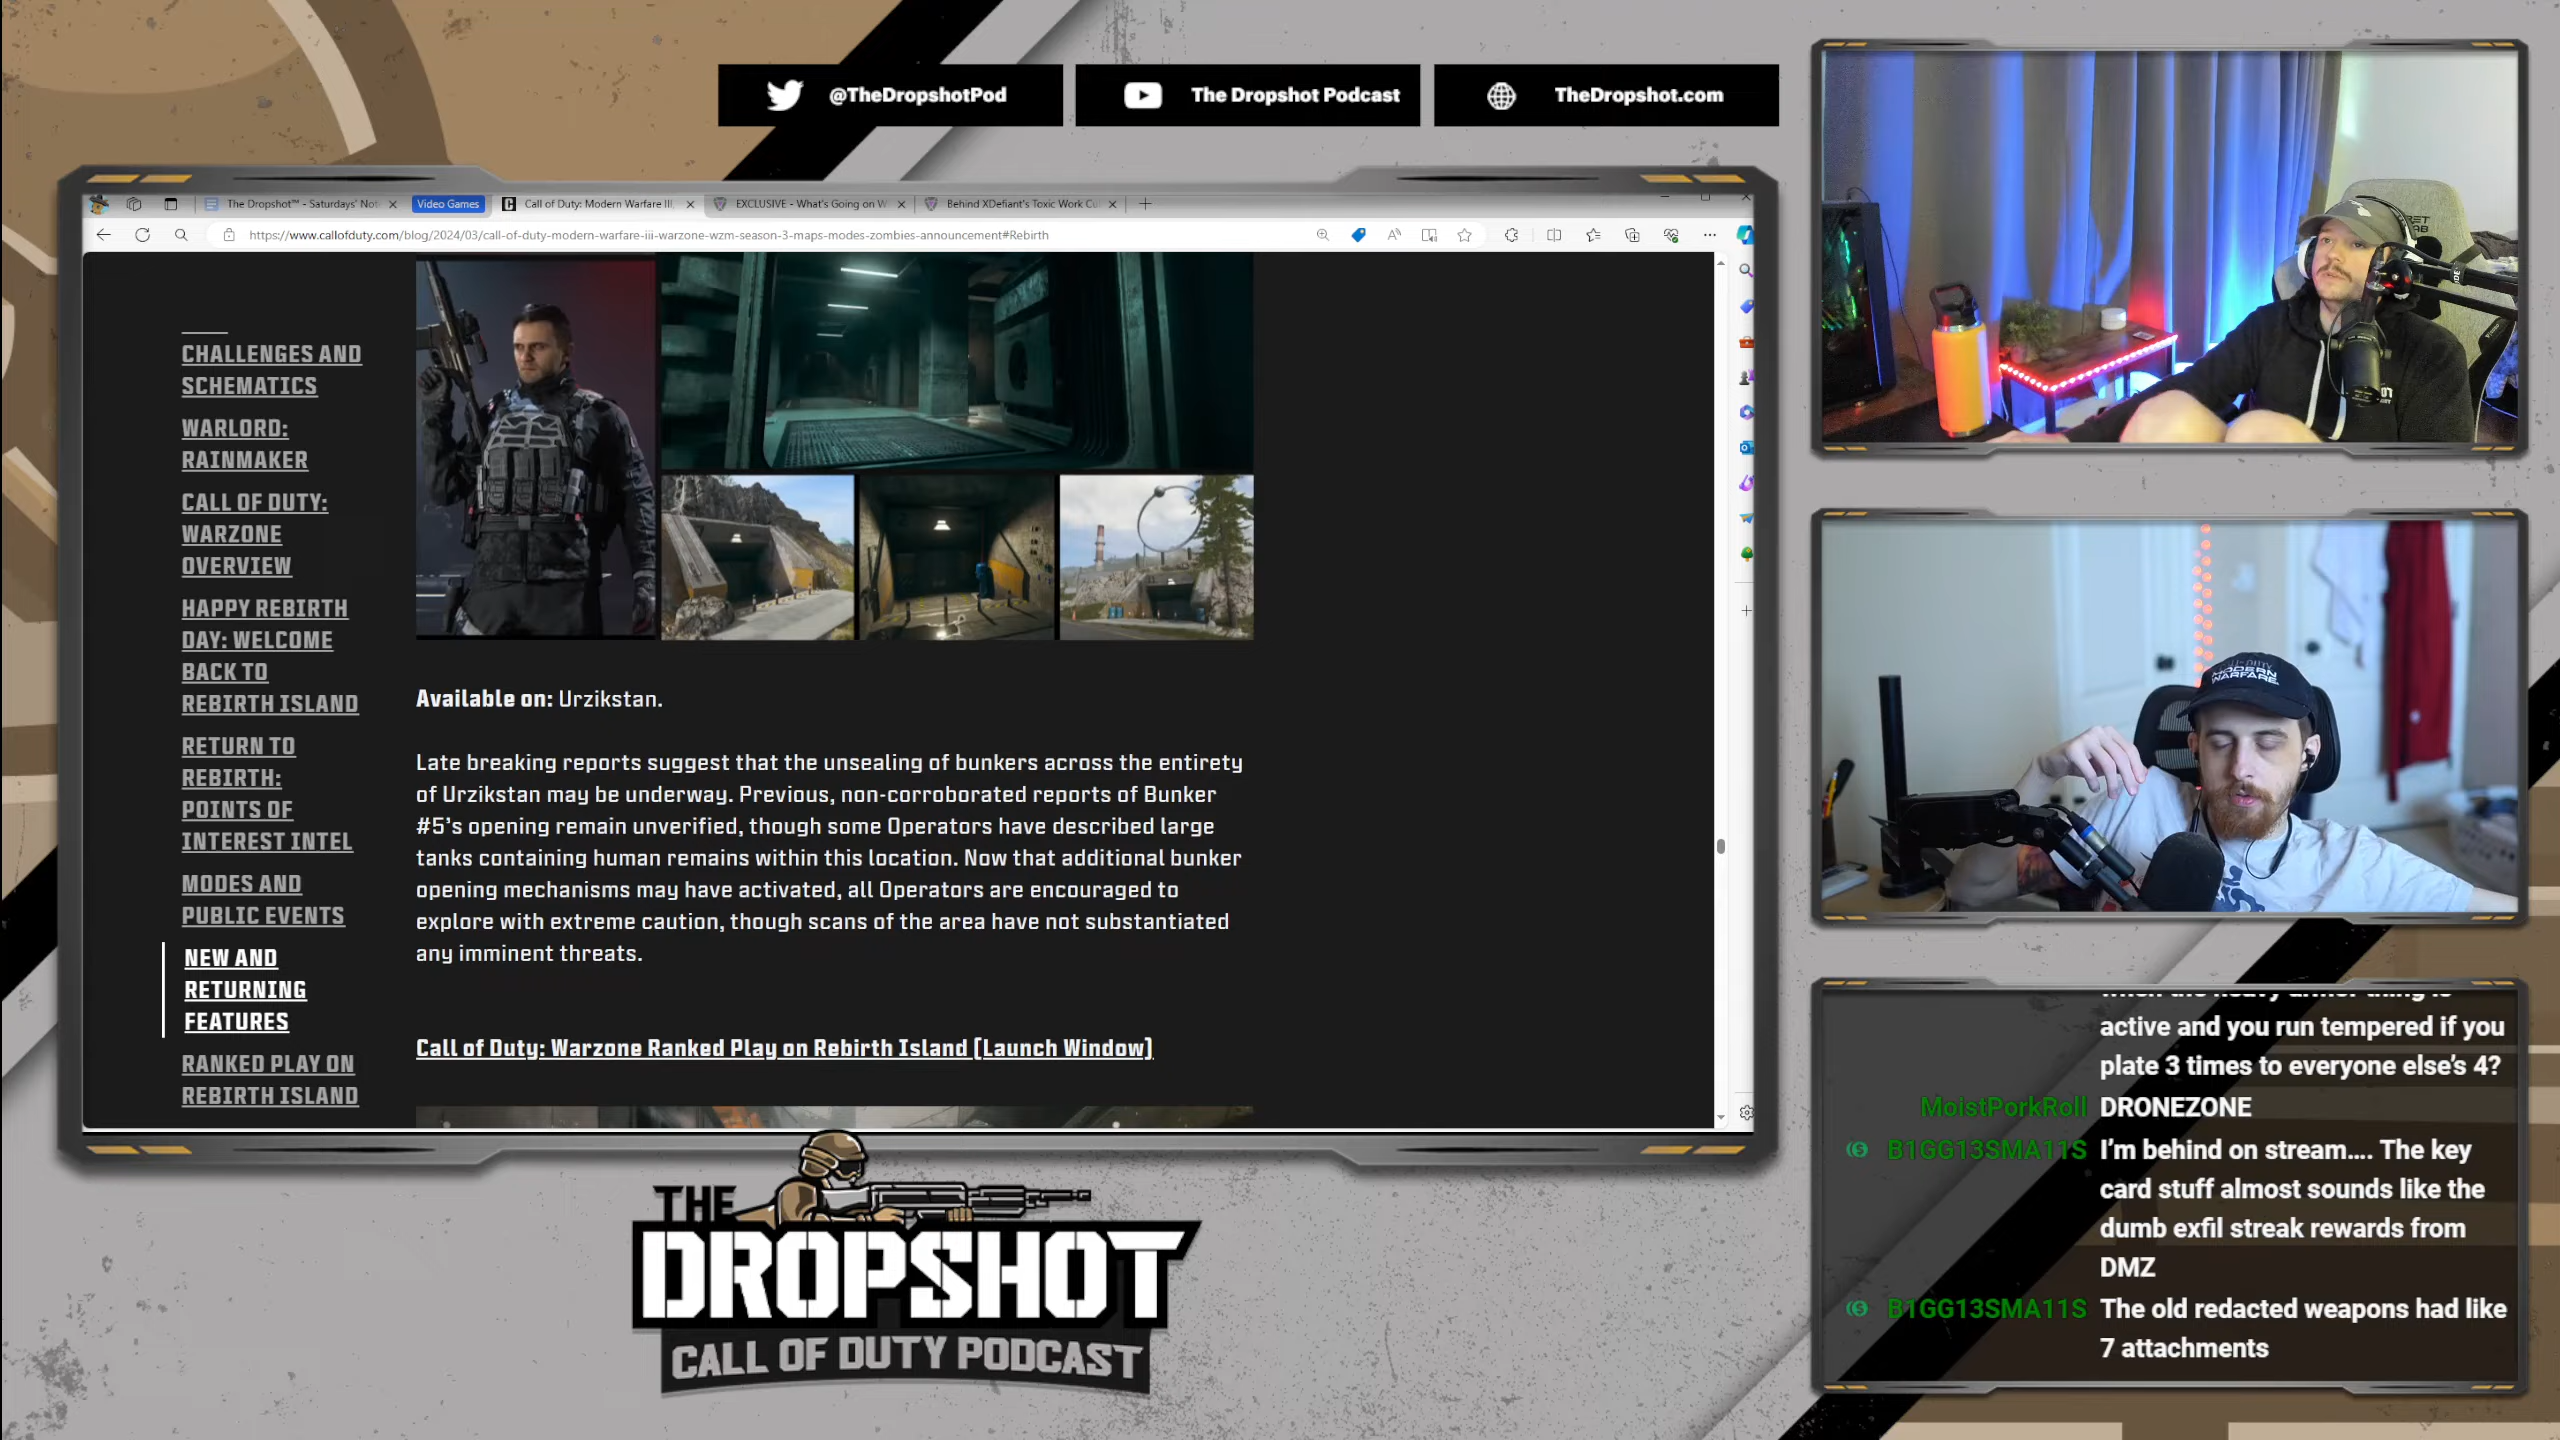 @TheDropshotPod
The Dropshot Podcast
TheDropshot.com
The Dropshot™ - Saturdays' Not
Video Games
Call of Duty: Modern Warfare III,
EXCLUSIVE - What's Going on W
Behind XDefiant's Toxic Work Cu
https://www.callofduty.com/blog/2024/03/call-of-duty-modern-warfare-iii-warzone-wzm-season-3-maps-modes-zombies-announcement#Rebirth
CHALLENGES AND
SCHEMATICS
WARLORD:
RAINMAKER
CALL OF DUTY:
WARZONE
OVERVIEW
HAPPY REBIRTH
DAY: WELCOME
BACK TO
REBIRTH ISLAND
RETURN TO
REBIRTH:
POINTS OF
INTEREST INTEL
MODES AND
PUBLIC EVENTS
NEW AND
RETURNING
FEATURES
RANKED PLAY ON
REBIRTH ISLAND
Available on: Urzikstan.
Late breaking reports suggest that the unsealing of bunkers across the entirety
of Urzikstan may be underway. Previous, non-corroborated reports of Bunker
#5's opening remain unverified, though some Operators have described large
tanks containing human remains within this location. Now that additional bunker
opening mechanisms may have activated, all Operators are encouraged to
explore with extreme caution, though scans of the area have not substantiated
any imminent threats.
Call of Duty: Warzone Ranked Play on Rebirth Island (Launch Window)
MODERN
WARFARE
when the heavy armor thing is
active and you run tempered if you
plate 3 times to everyone else's 4?
MoistPorkRoll DRONEZONE
B1GG13SMA11S I'm behind on stream.... The key
card stuff almost sounds like the
dumb exfil streak rewards from
DMZ
B1GG13SMA11S The old redacted weapons had like
7 attachments
THE
DROPSHOT
CALL OF DUTY PODCAST